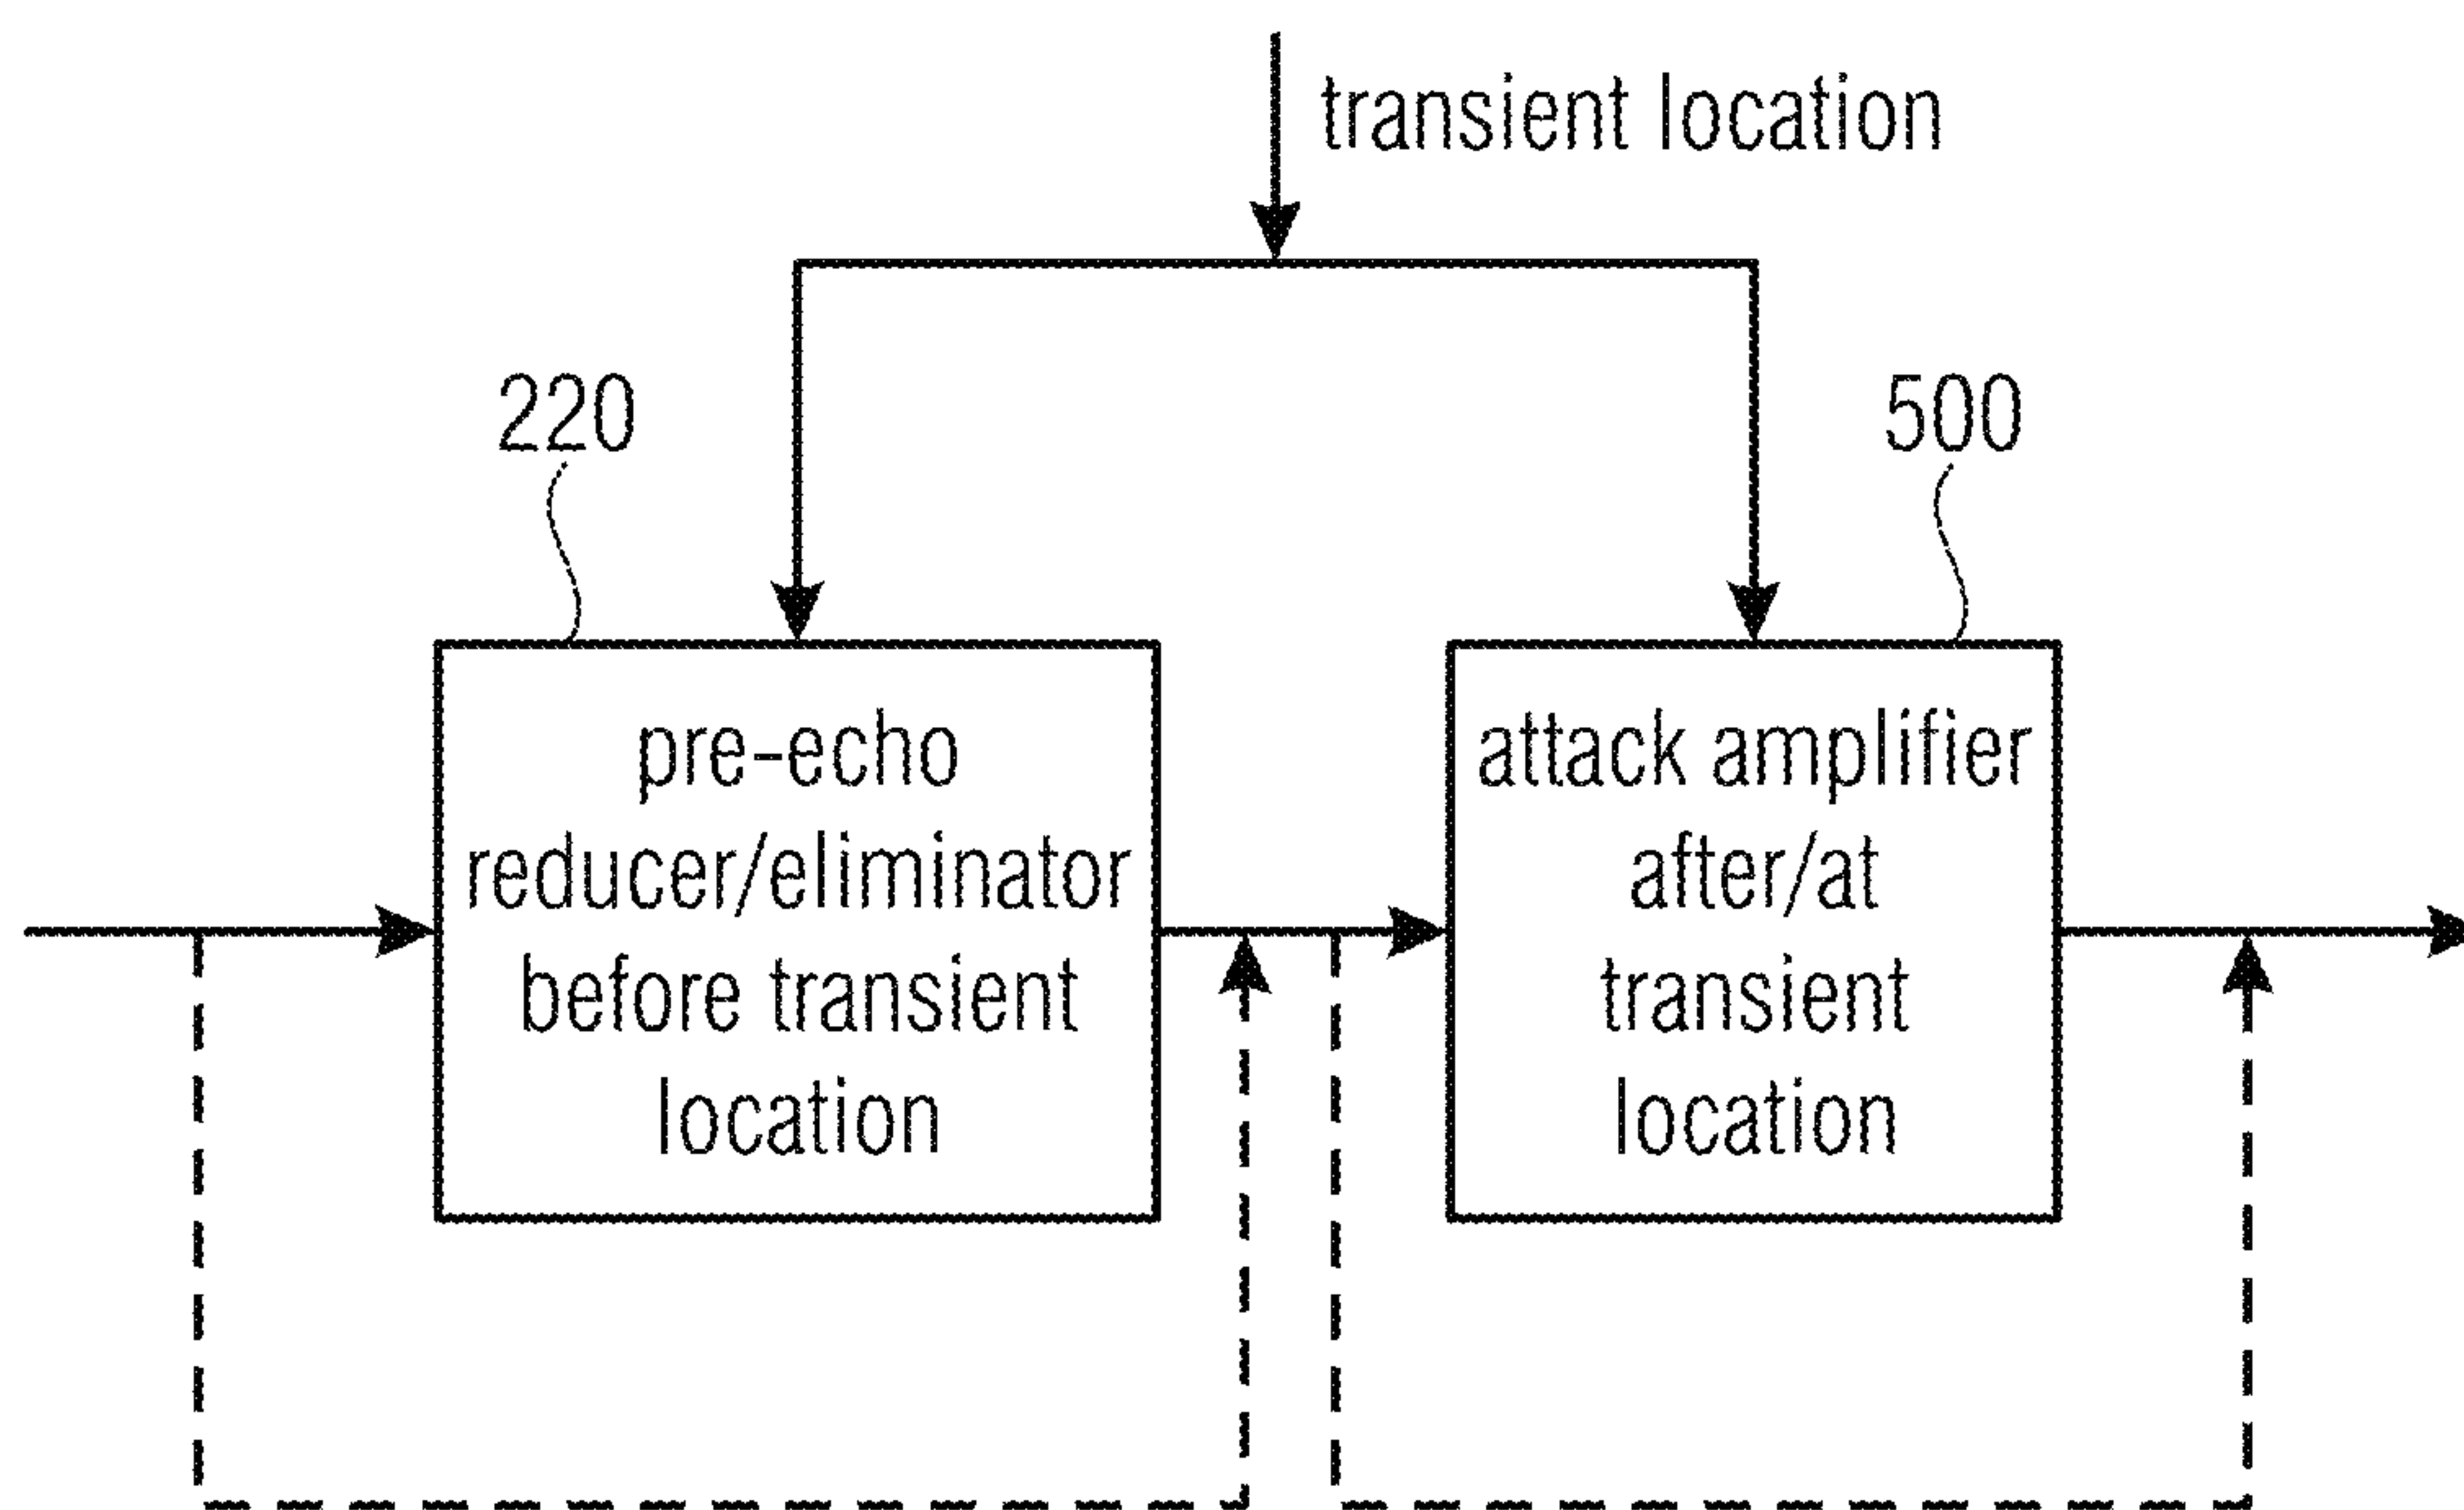 transient location
220
500
pre-echo
reducer/eliminator
before transient
location
attack amplifier
after/at
transient
location